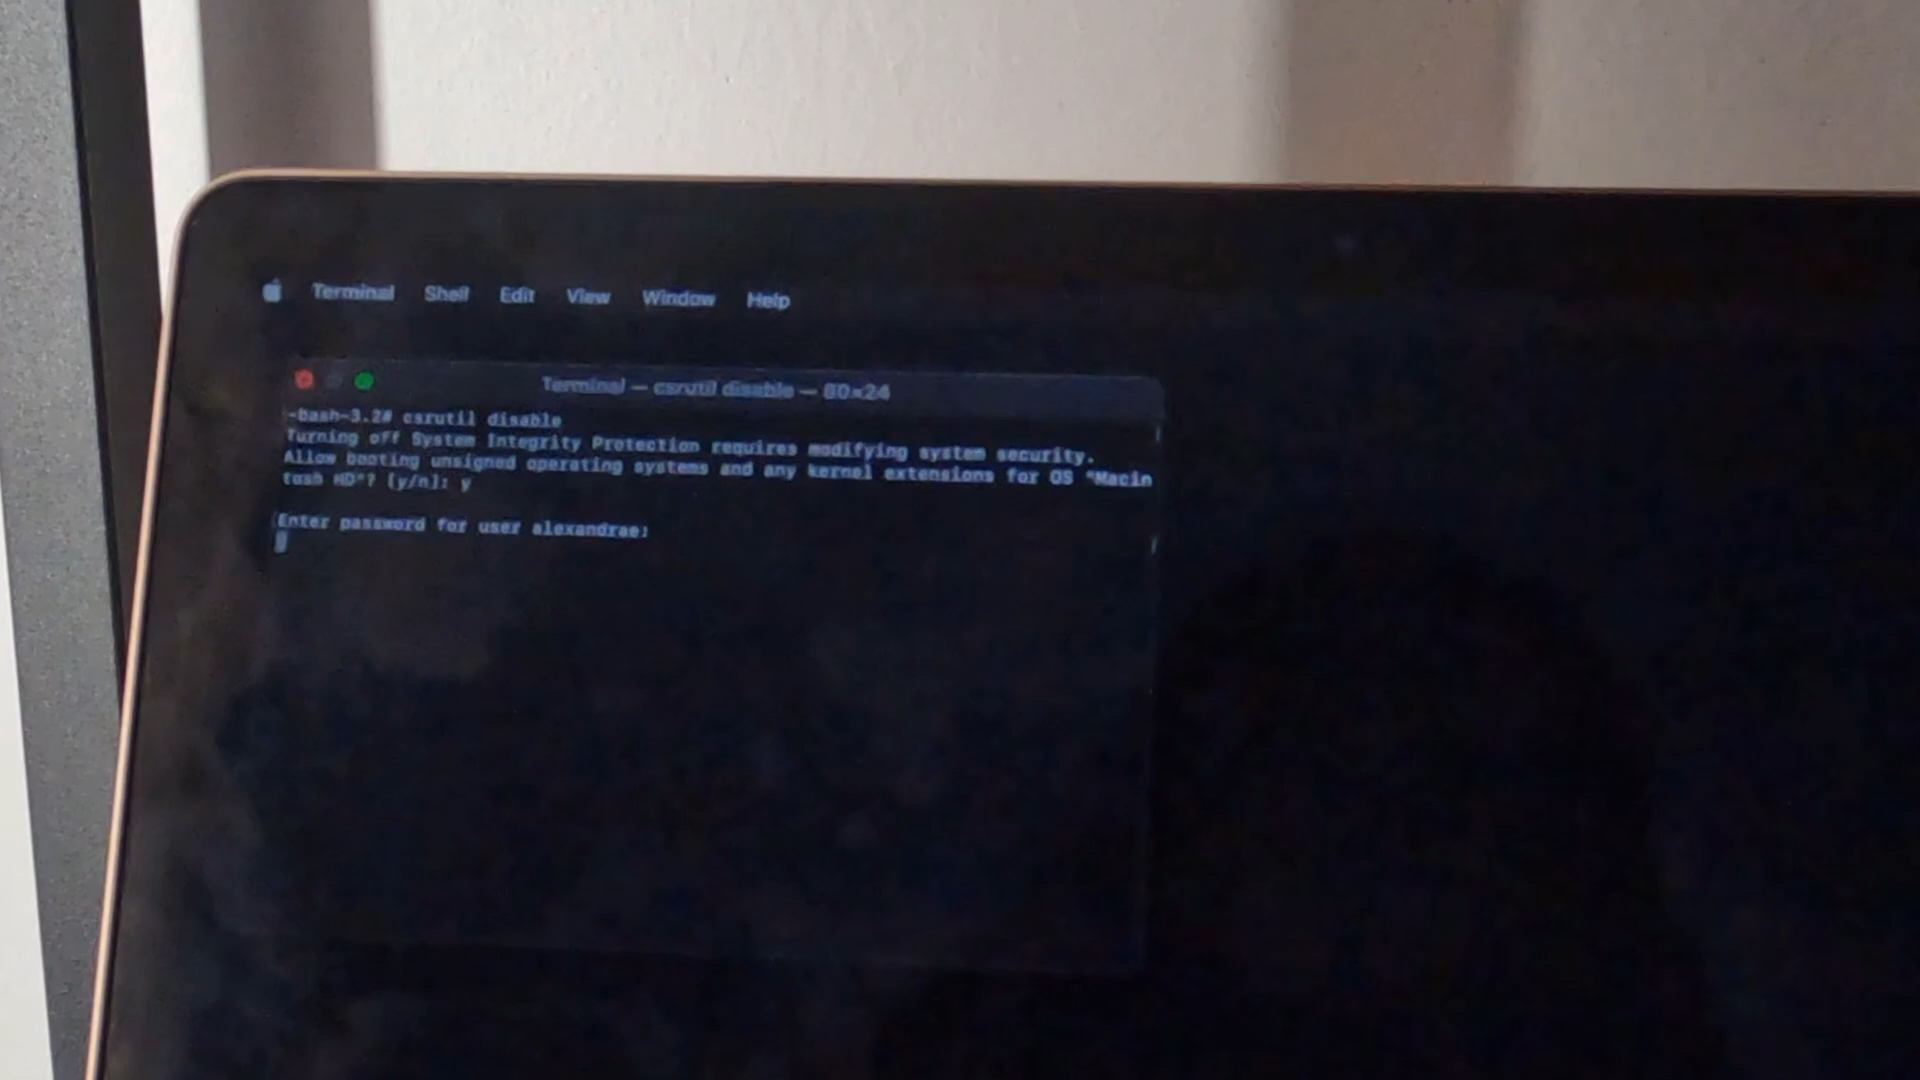 Terminal Shell Edit View Window Help
Terminal — csrutil disable — 80×24
-bash-3.2# csrutil disable
Turning off System Integrity Protection requires modifying system security.
Allow booting unsigned operating systems and any kernel extensions for OS "Macin
tosh HD"? [y/n]: y
Enter password for user alexandrae: